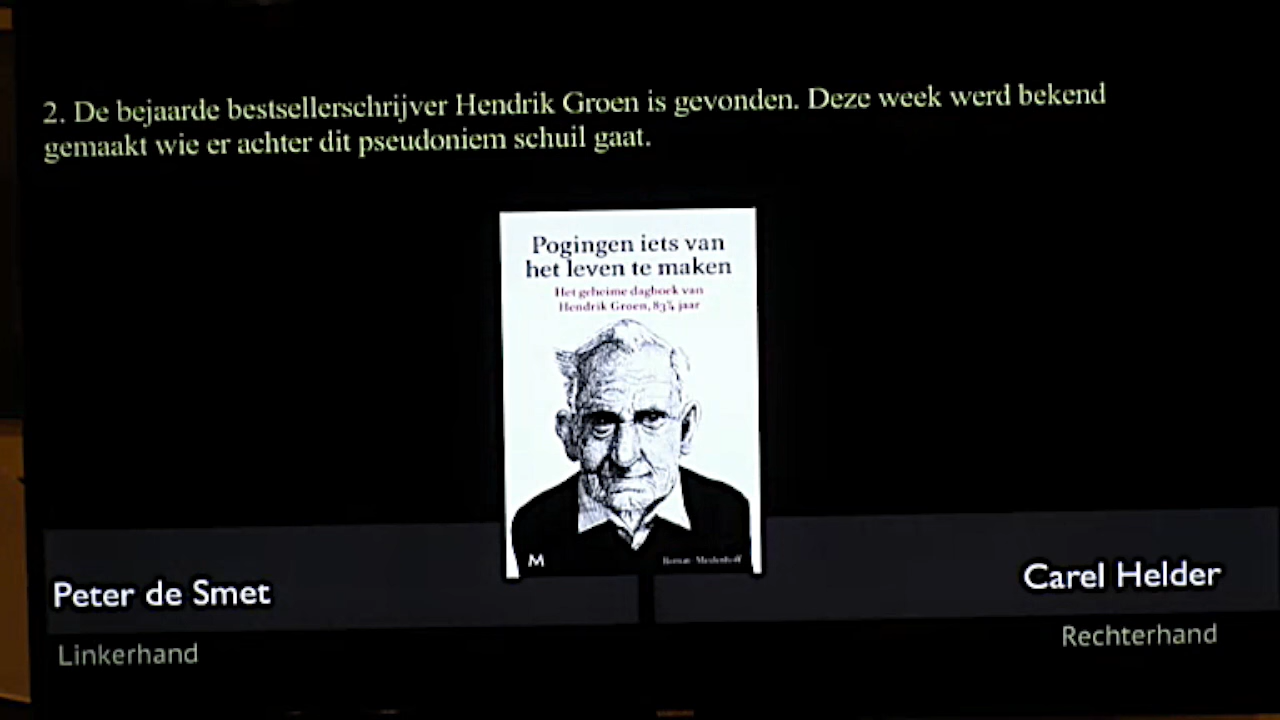 2. De bejaarde bestsellerschrijver Hendrik Groen is gevonden. Deze week werd bekend
gemaakt wie er achter dit pseudoniem schuil gaat.
Pogingen iets van
het leven te maken
Het geheime dagboek van
Hendrik Groen, 83¼ jaar
M
Roman Meulenhoff
Peter de Smet
Carel Helder
Linkerhand
Rechterhand